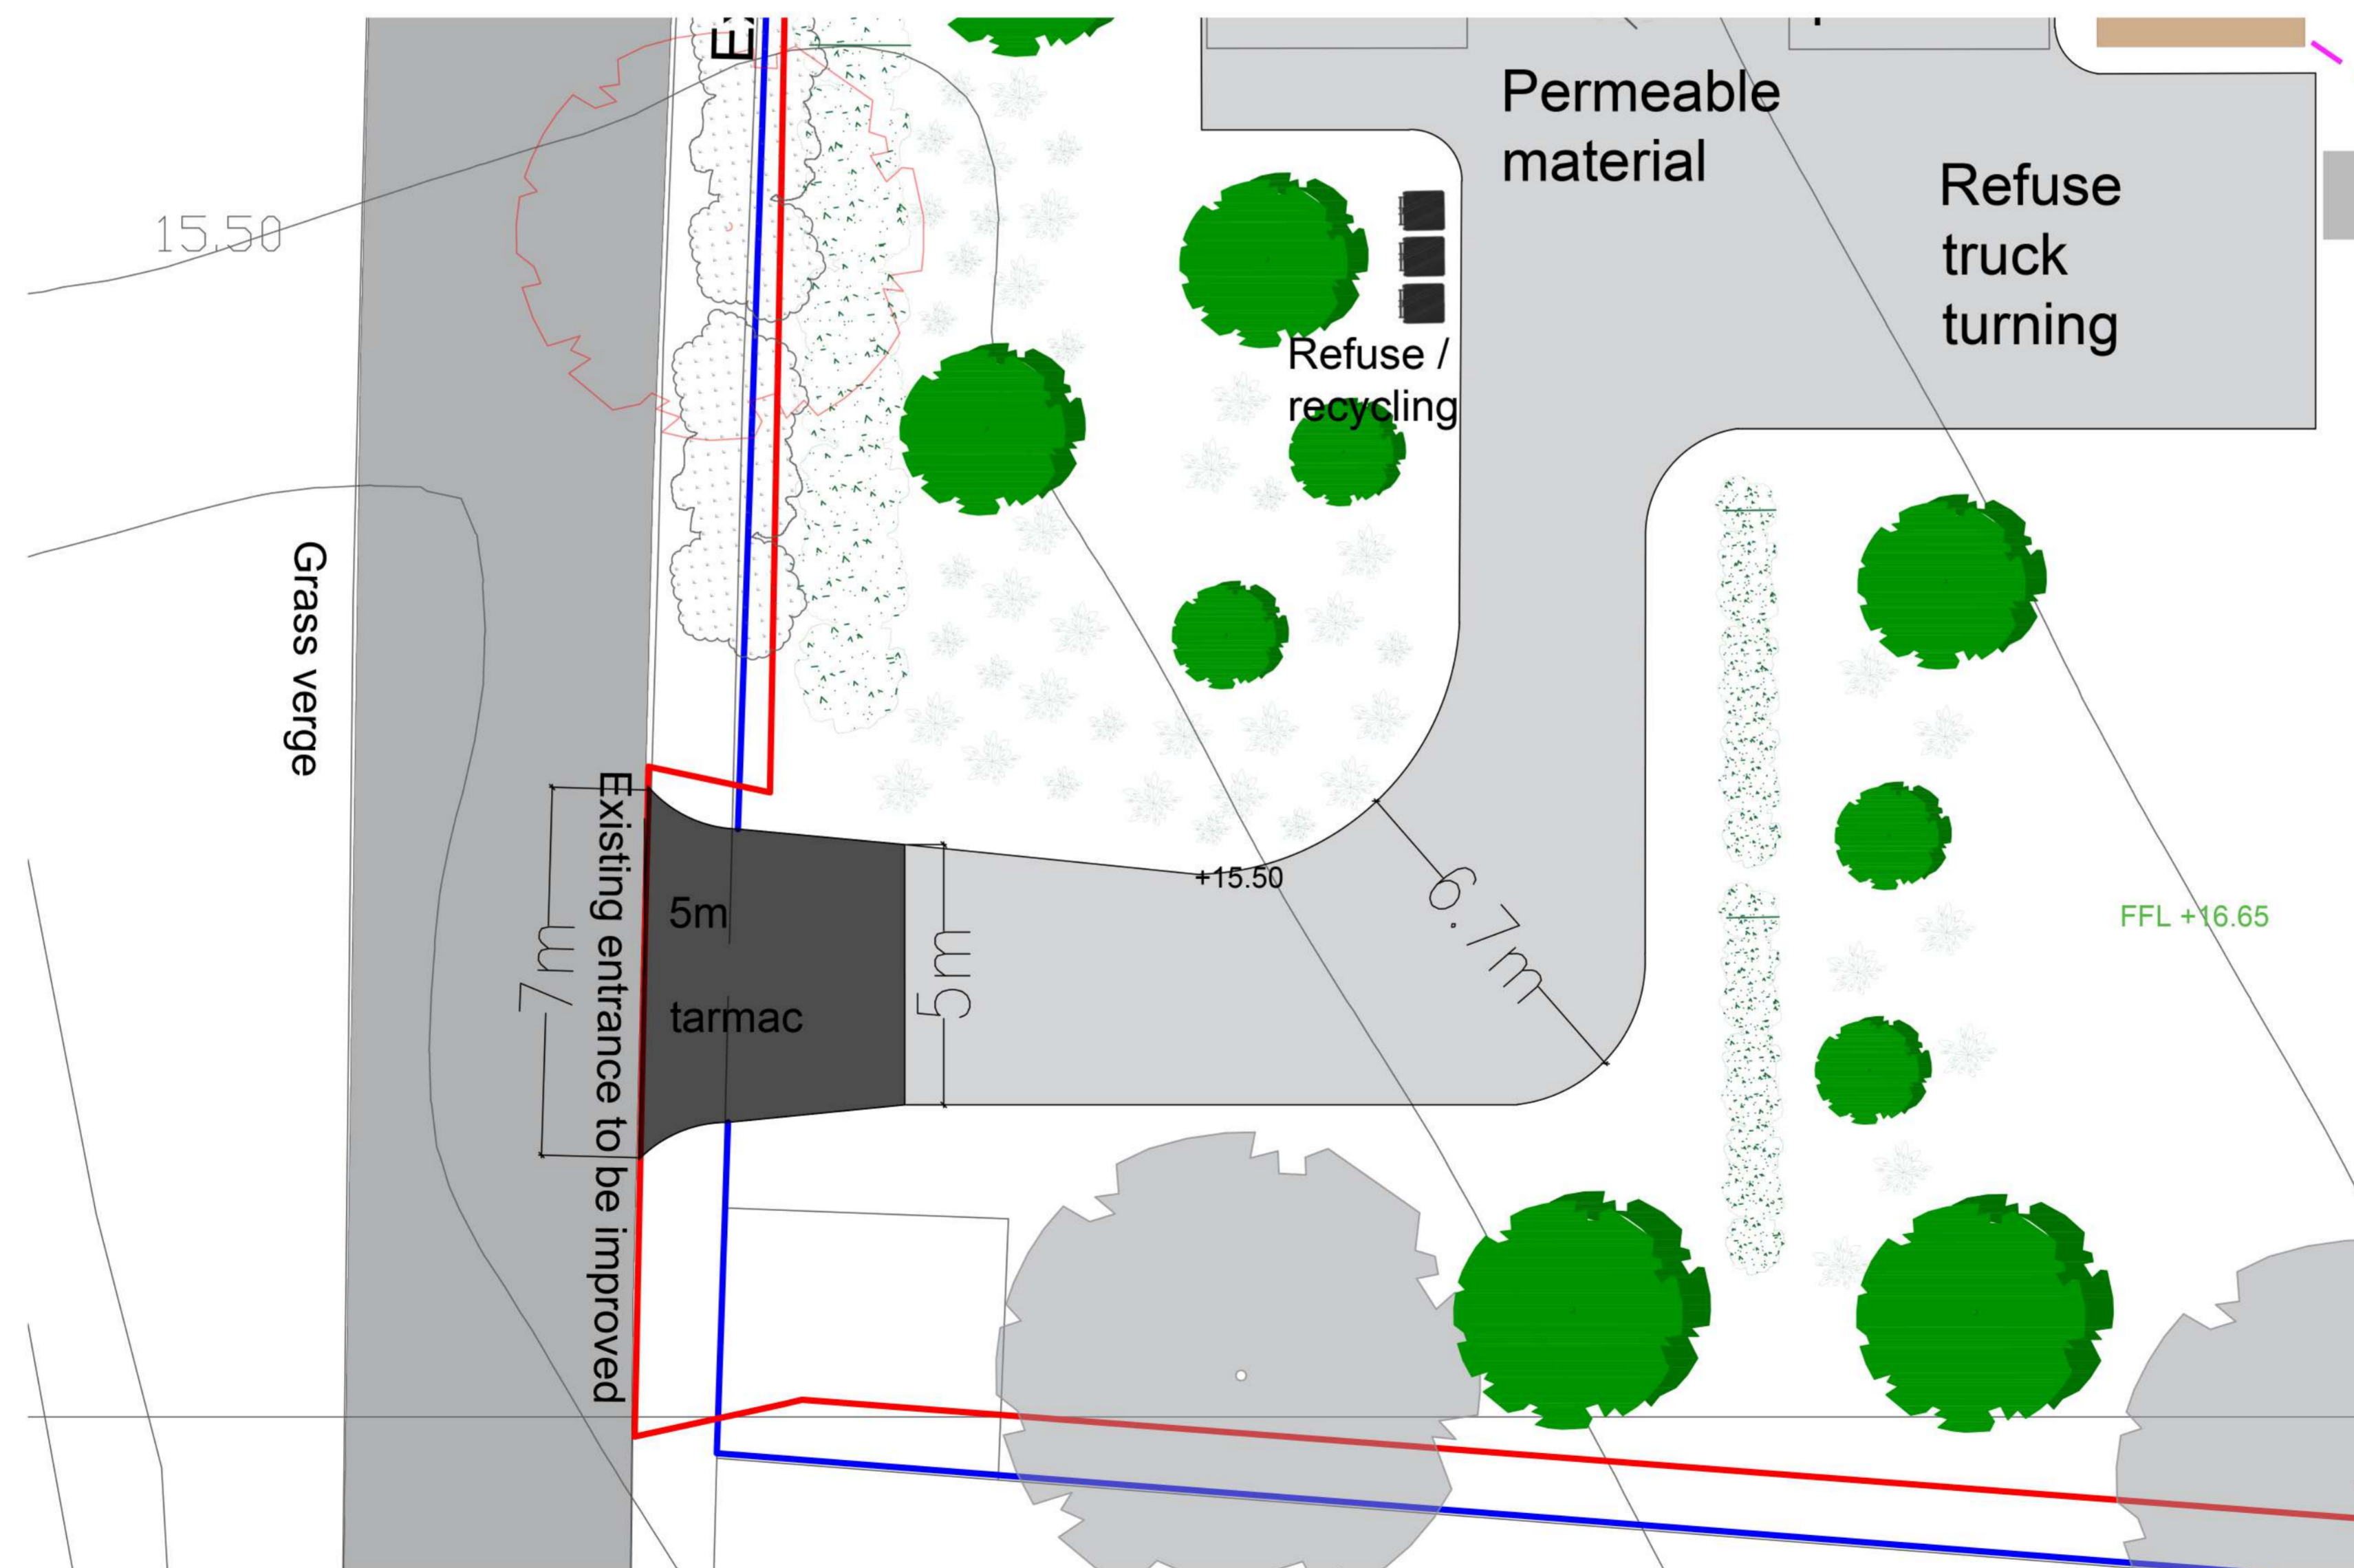 Permeable
material
Refuse
truck
turning
15.50
Refuse /
recycling
Grass verge
Existing entrance to be improved
7m
5m
tarmac
5m
+15.50
6.7m
FFL +16.65